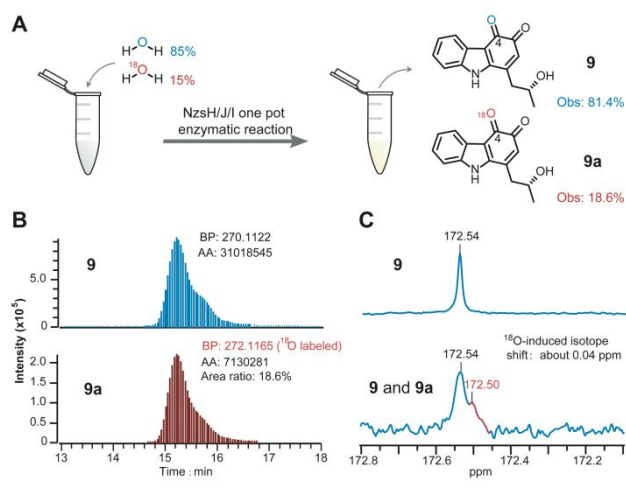 A
H O H 85%
H 18O H 15%
NzsH/J/I one pot
enzymatic reaction
O
4
O
N
H
OH
9
Obs: 81.4%
18O
4
O
N
H
OH
9a
Obs: 18.6%
B
9
BP: 270.1122
AA: 31018545
5.0
0
Intensity (x10^5)
9a
BP: 272.1165 (18O labeled)
AA: 7130281
Area ratio: 18.6%
2.0
1.5
1.0
0.5
0
13 14 15 16 17 18
Time : min
C
9
172.54
18O-induced isotope
shift: about 0.04 ppm
9 and 9a
172.54
172.50
172.8 172.6 172.4 172.2
ppm